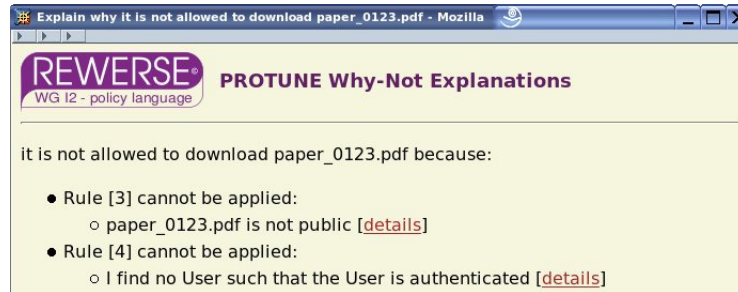 Explain why it is not allowed to download paper_0123.pdf - Mozilla
REWERSE©
WG I2 - policy language
PROTUNE Why-Not Explanations
it is not allowed to download paper_0123.pdf because:
● Rule [3] cannot be applied:
○ paper_0123.pdf is not public [details]
● Rule [4] cannot be applied:
○ I find no User such that the User is authenticated [details]